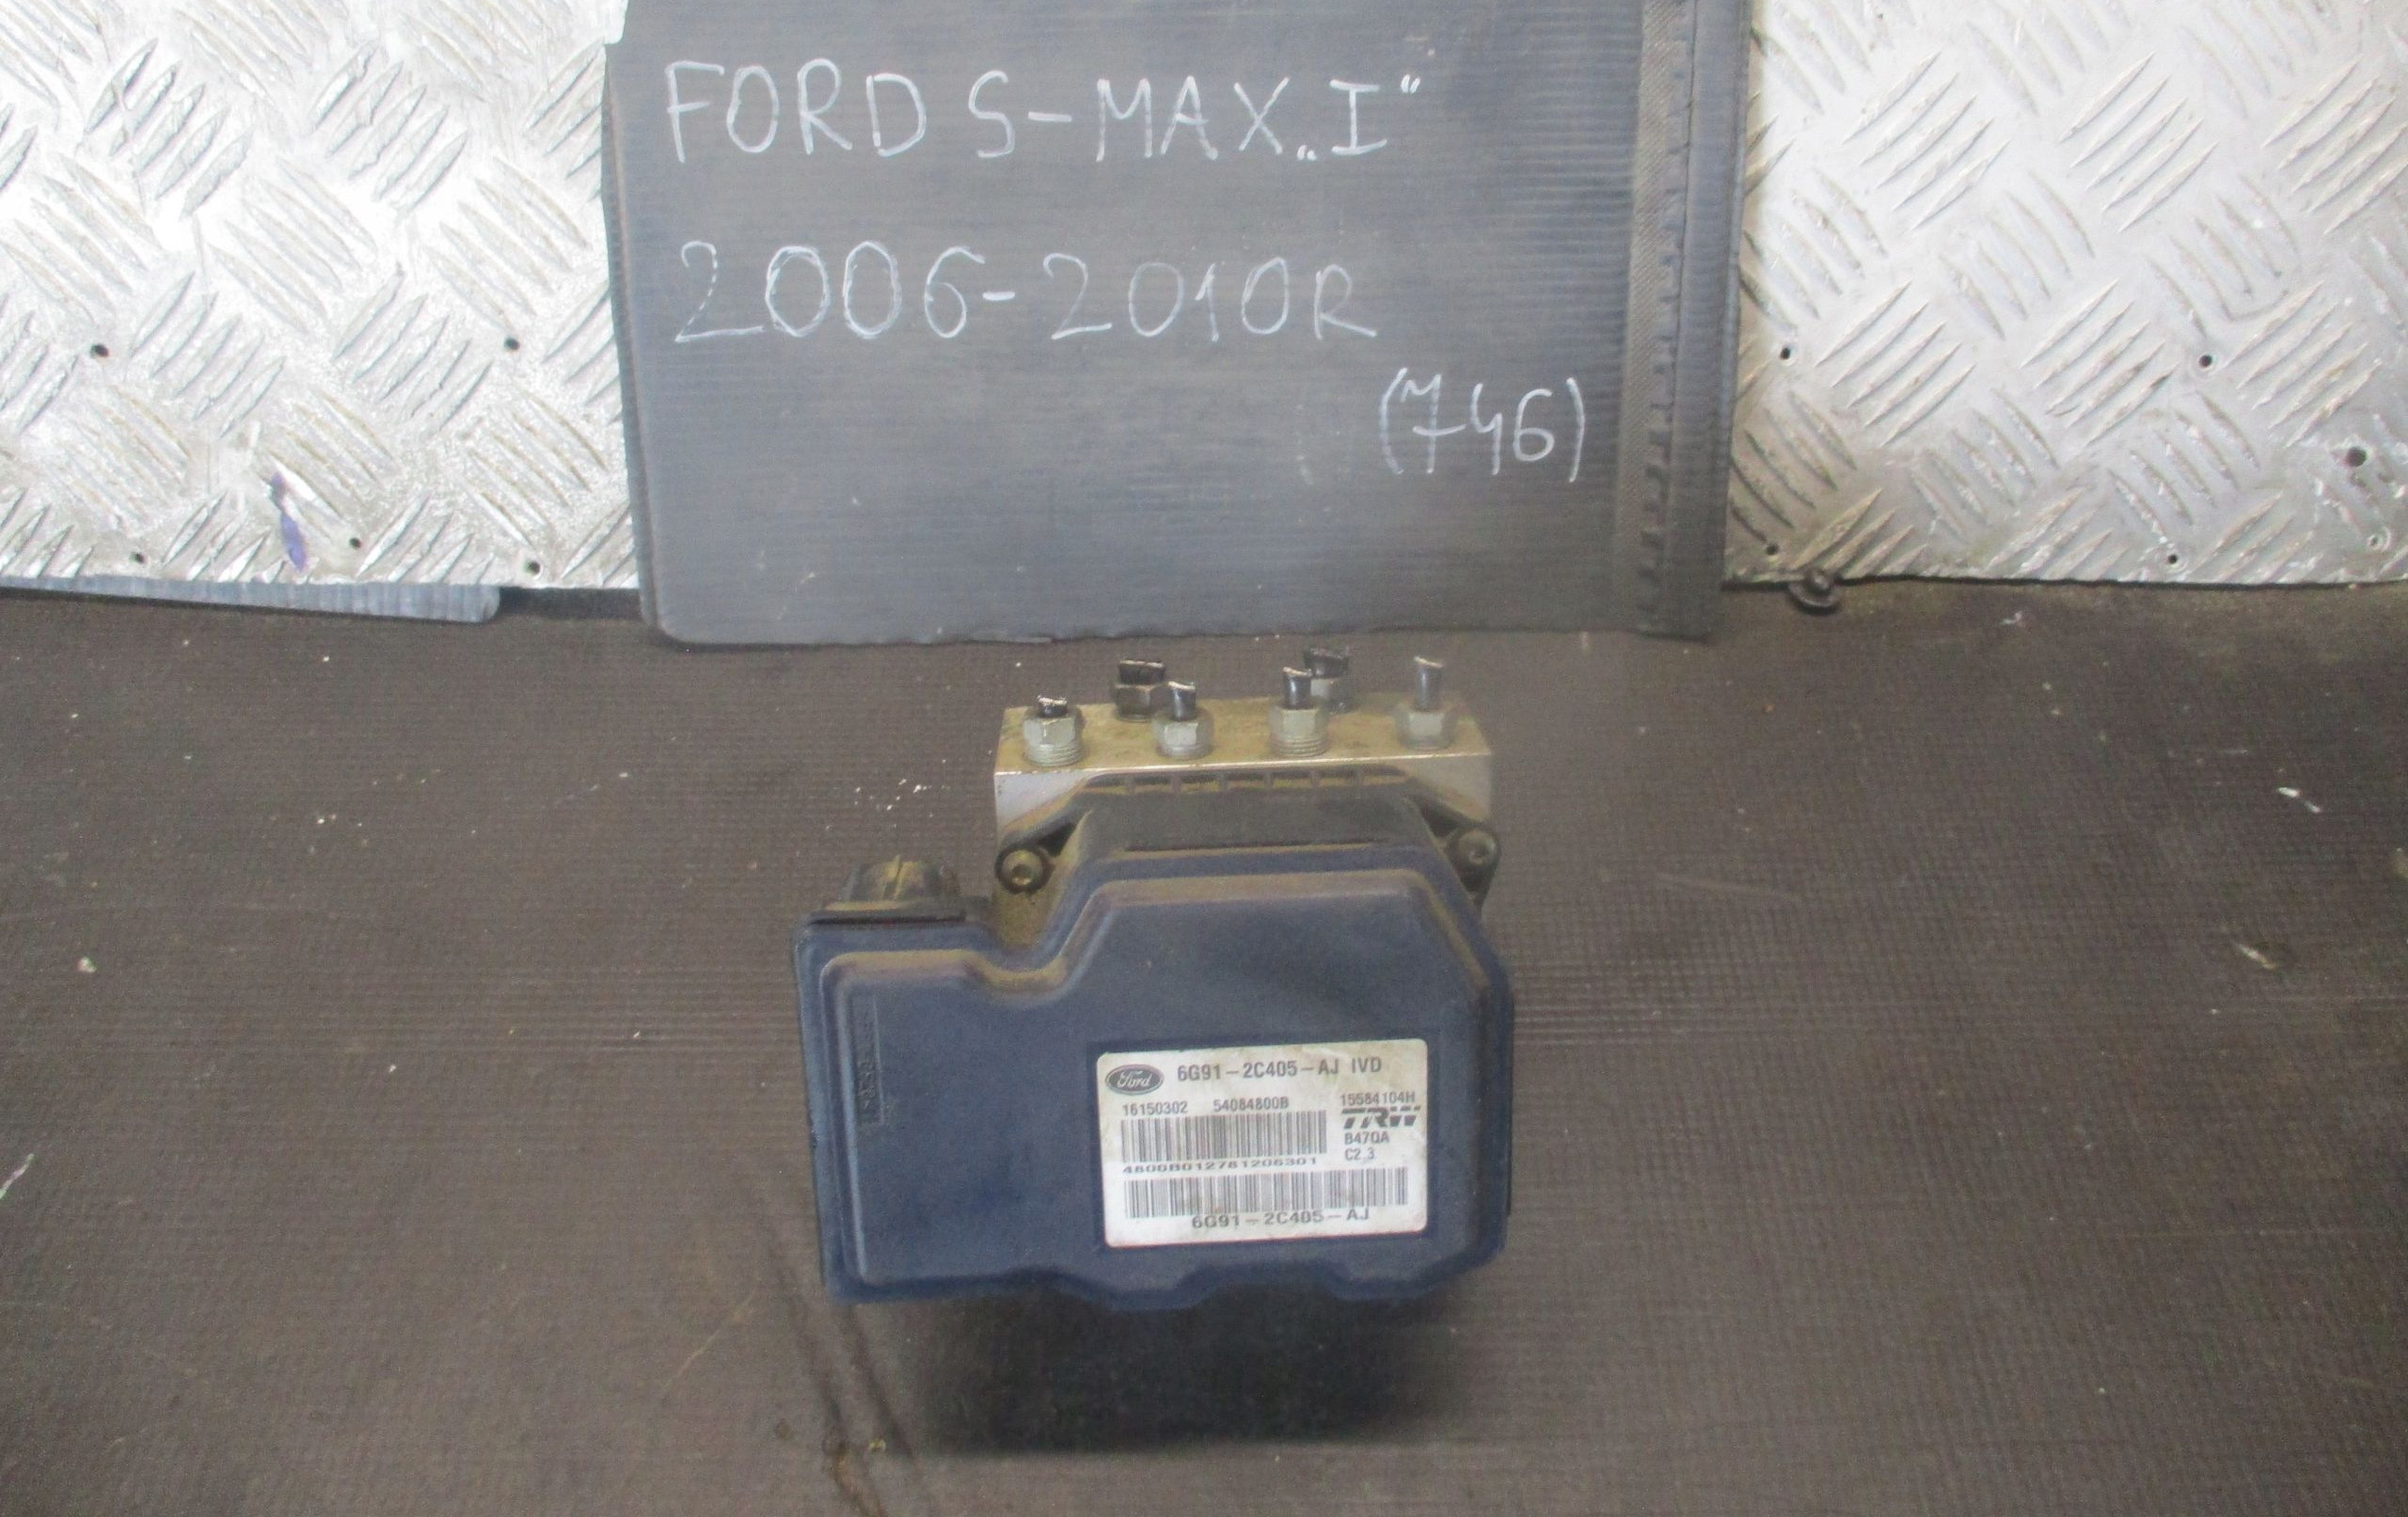 FORD S-MAX „I“
2006-2010R
(746)
Ford 6G91-2C405-AJ IVD
16150302 54084800B 15584104H
TRW
B47QA
C2.3
4800B012781206301
6G91-2C405-AJ